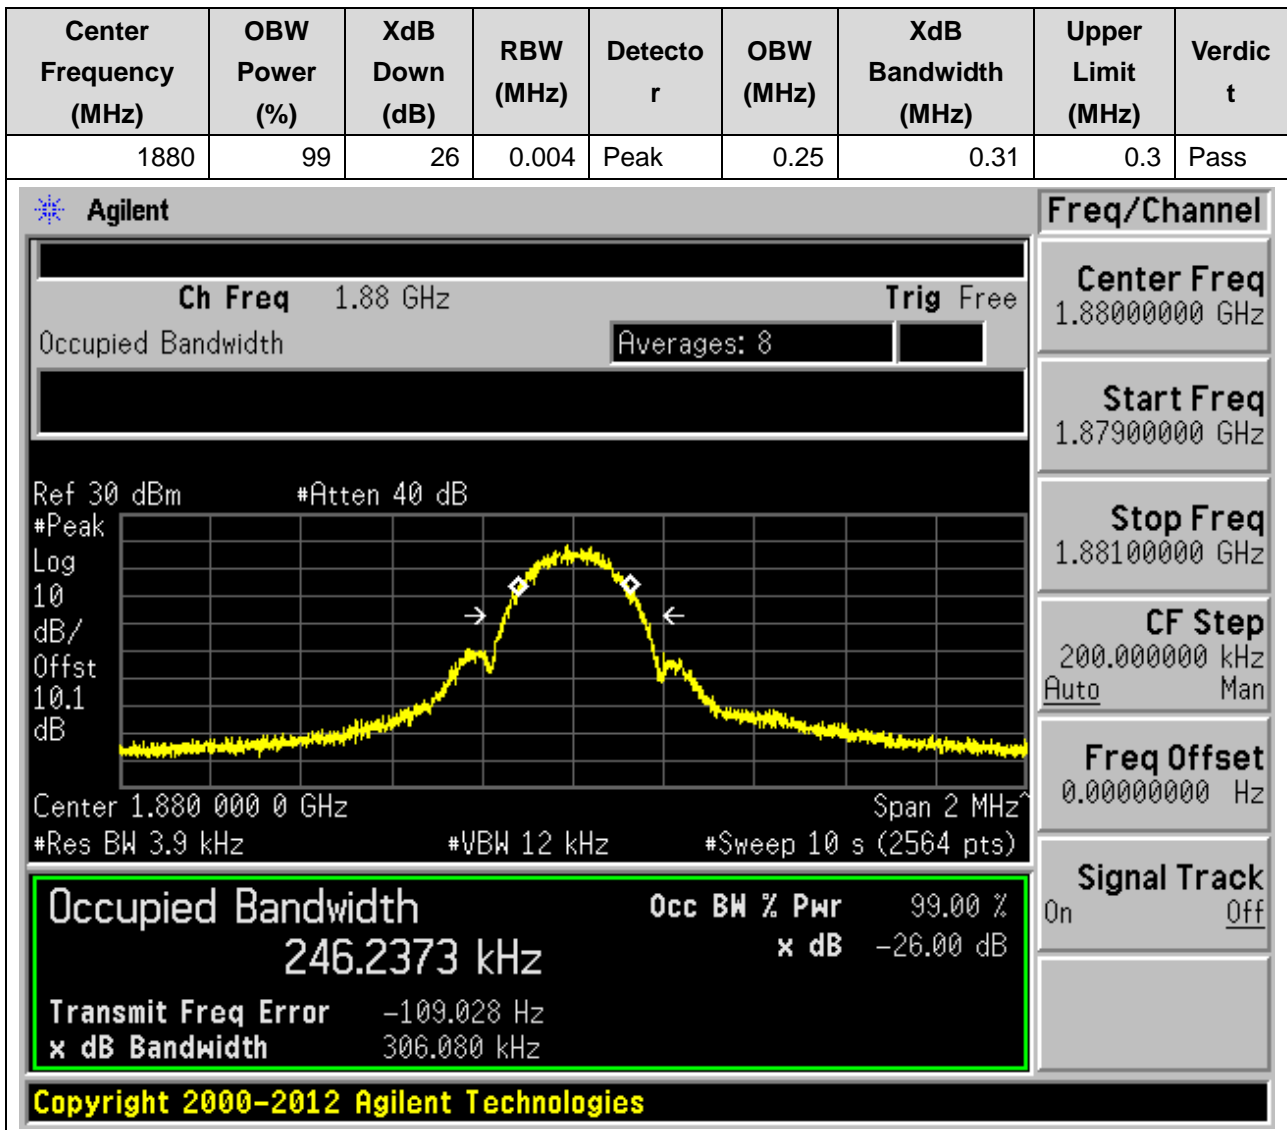 Center Frequency (MHz) OBW Power (%) XdB Down (dB) RBW (MHz) Detecto r OBW (MHz) XdB Bandwidth (MHz) Upper Limit (MHz) Verdic t
1880 99 26 0.004 Peak 0.25 0.31 0.3 Pass
Agilent Freq/Channel
Ch Freq 1.88 GHz Trig Free
Occupied Bandwidth Averages: 8
Ref 30 dBm #Atten 40 dB
#Peak
Log
10
dB/
Offst
10.1
dB
Center 1.880 000 0 GHz Span 2 MHz^
#Res BW 3.9 kHz #VBW 12 kHz #Sweep 10 s (2564 pts)
Occupied Bandwidth Occ BW % Pwr 99.00 %
246.2373 kHz x dB -26.00 dB
Transmit Freq Error -109.028 Hz
x dB Bandwidth 306.080 kHz
Center Freq
1.88000000 GHz
Start Freq
1.87900000 GHz
Stop Freq
1.88100000 GHz
CF Step
200.000000 kHz
Auto Man
Freq Offset
0.00000000 Hz
Signal Track
On Off
Copyright 2000-2012 Agilent Technologies